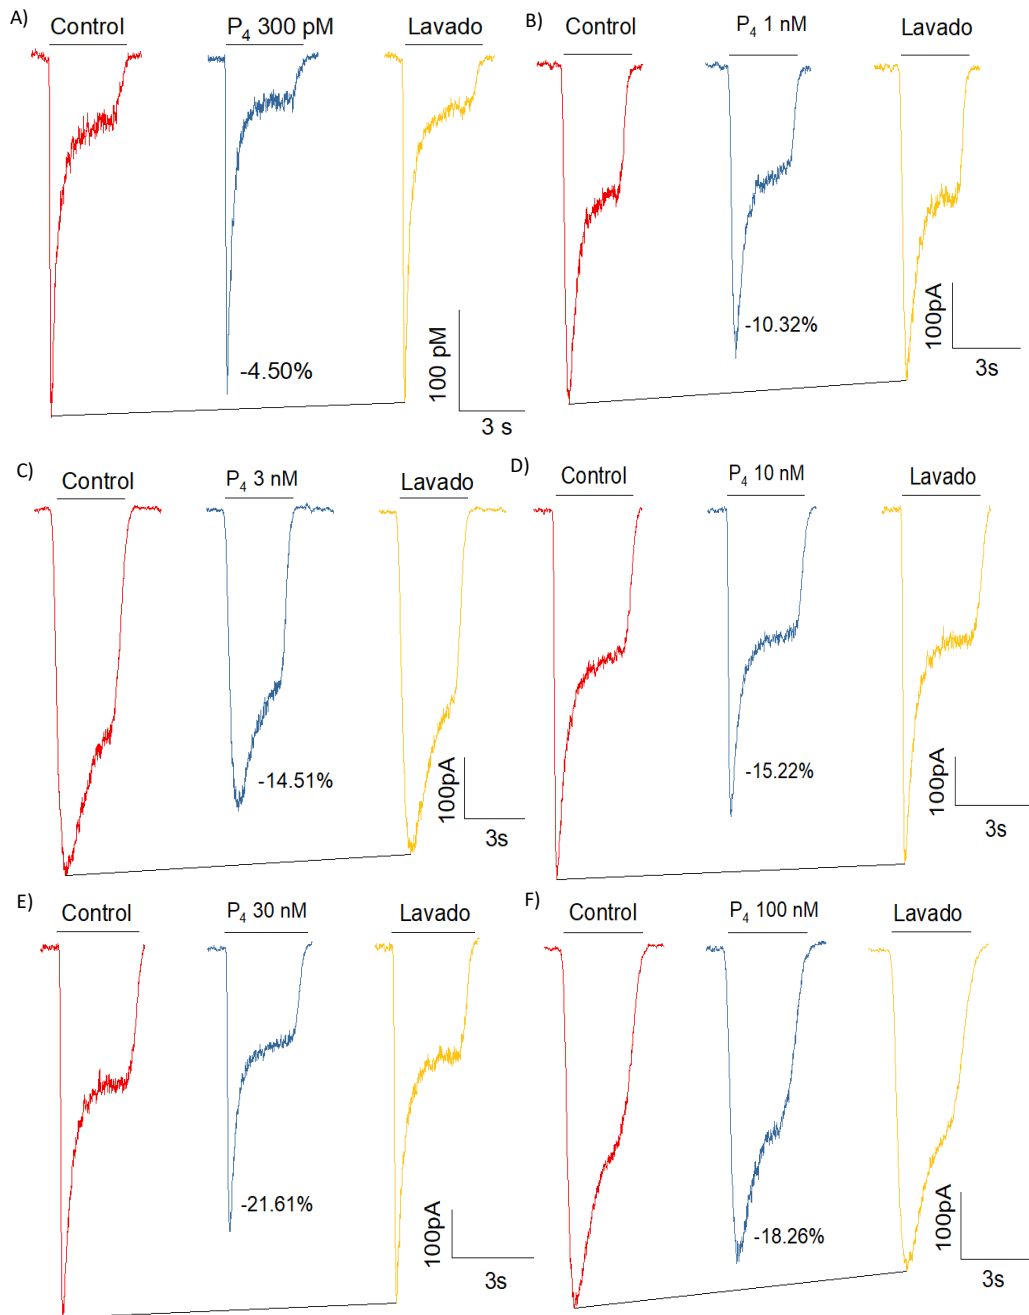 A)
Control
P₄ 300 pM
Lavado
-4.50%
100 pM
3 s
B)
Control
P₄ 1 nM
Lavado
-10.32%
100pA
3s
C)
Control
P₄ 3 nM
Lavado
-14.51%
100pA
3s
D)
Control
P₄ 10 nM
Lavado
-15.22%
100pA
3s
E)
Control
P₄ 30 nM
Lavado
-21.61%
100pA
3s
F)
Control
P₄ 100 nM
Lavado
-18.26%
100pA
3s